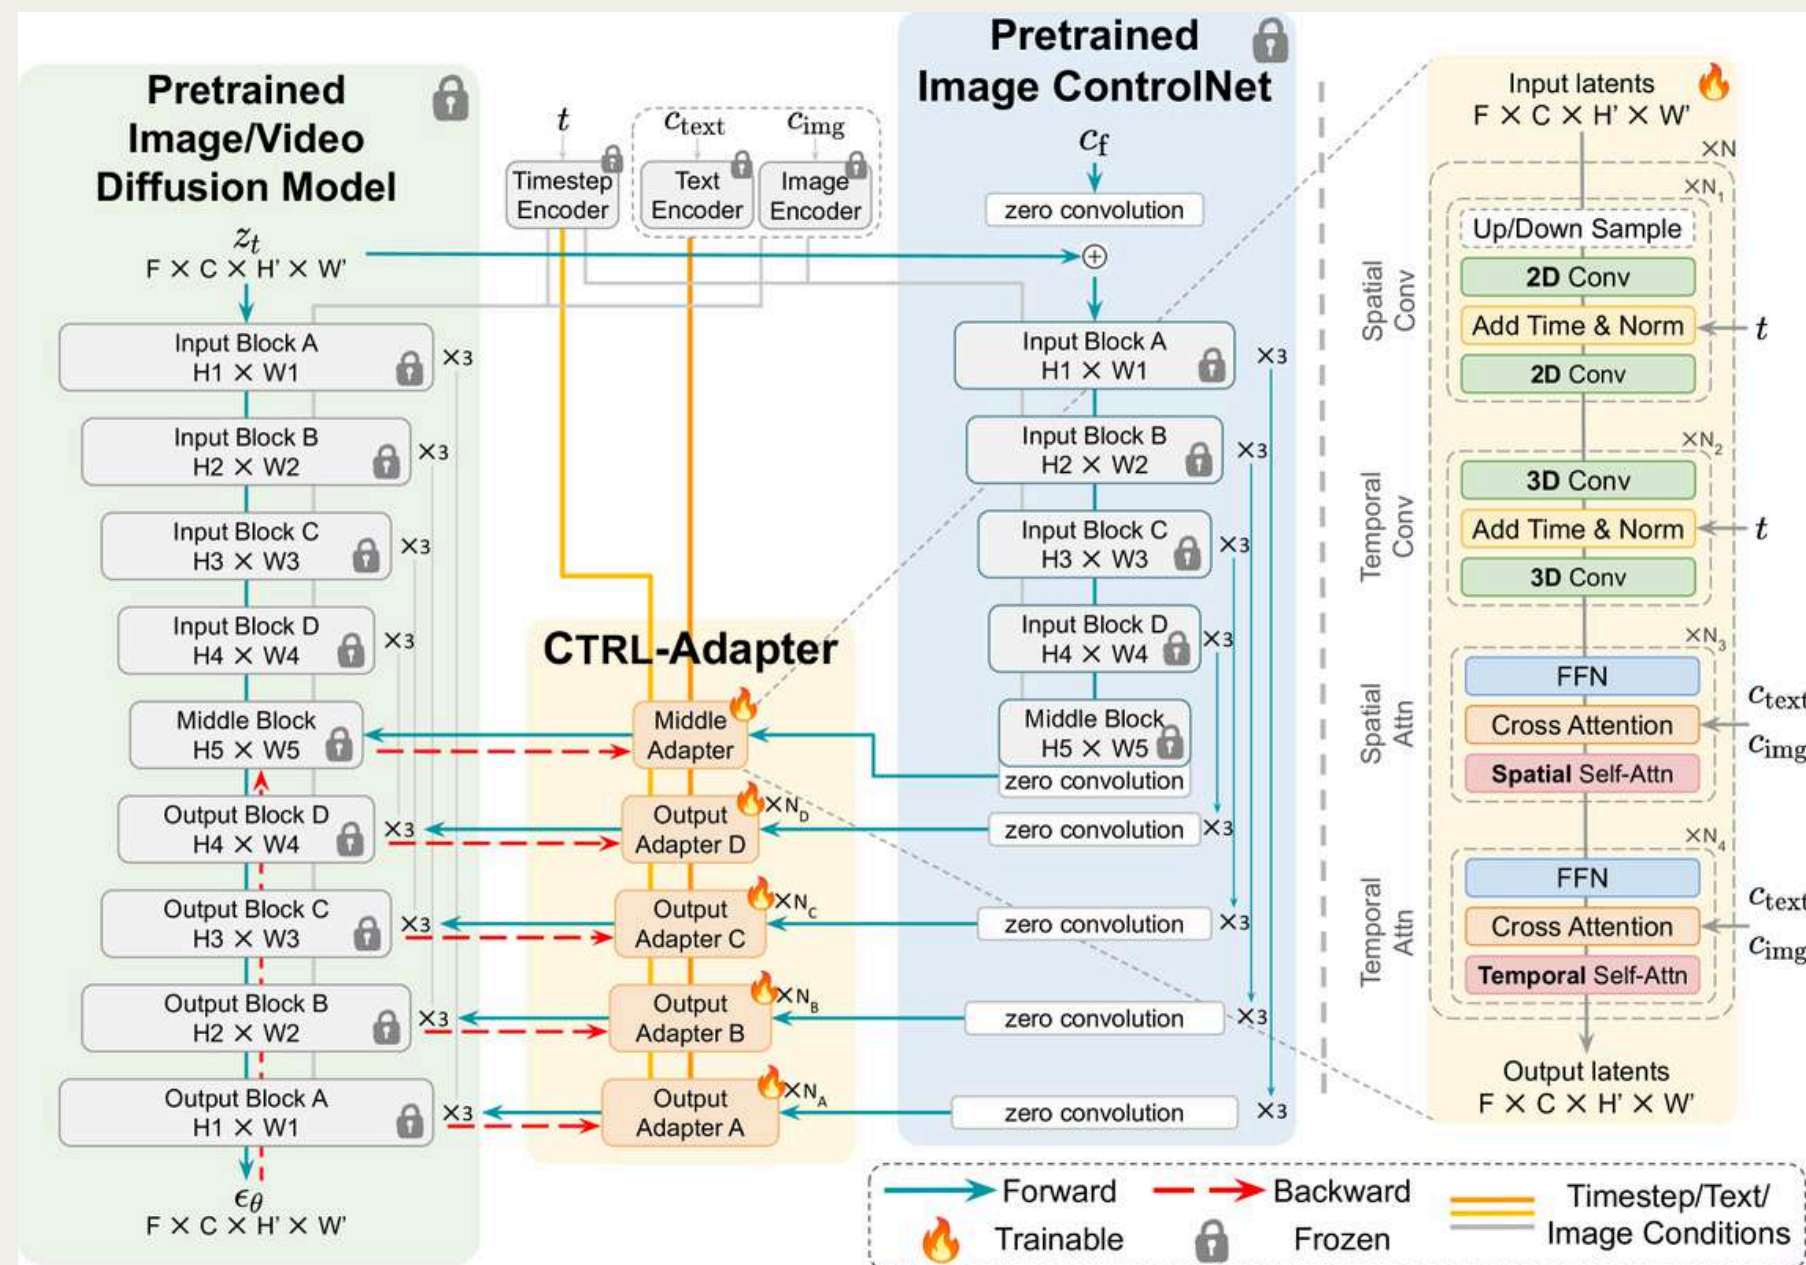 Pretrained
Image/Video
Diffusion Model
z_t
F × C × H' × W'
Input Block A
H1 × W1
×3
Input Block B
H2 × W2
×3
Input Block C
H3 × W3
×3
Input Block D
H4 × W4
×3
Middle Block
H5 × W5
Output Block D
H4 × W4
×3
Output Block C
H3 × W3
×3
Output Block B
H2 × W2
×3
Output Block A
H1 × W1
×3
ϵ_θ
F × C × H' × W'
t
c_text
c_img
Timestep
Encoder
Text
Encoder
Image
Encoder
CTRL-Adapter
Middle
Adapter
Output
Adapter D
×N_D
Output
Adapter C
×N_C
Output
Adapter B
×N_B
Output
Adapter A
×N_A
Pretrained
Image ControlNet
c_f
zero convolution
+
Input Block A
H1 × W1
×3
Input Block B
H2 × W2
×3
Input Block C
H3 × W3
×3
Input Block D
H4 × W4
×3
Middle Block
H5 × W5
zero convolution
zero convolution
×3
zero convolution
×3
zero convolution
×3
zero convolution
×3
Input latents
F × C × H' × W'
×N
×N_1
Spatial
Conv
Up/Down Sample
2D Conv
Add Time & Norm
t
2D Conv
×N_2
Temporal
Conv
3D Conv
Add Time & Norm
t
3D Conv
×N_3
Spatial
Attn
FFN
Cross Attention
c_text
c_img
Spatial Self-Attn
×N_4
Temporal
Attn
FFN
Cross Attention
c_text
c_img
Temporal Self-Attn
Output latents
F × C × H' × W'
Forward
Backward
Timestep/Text/
Image Conditions
Trainable
Frozen